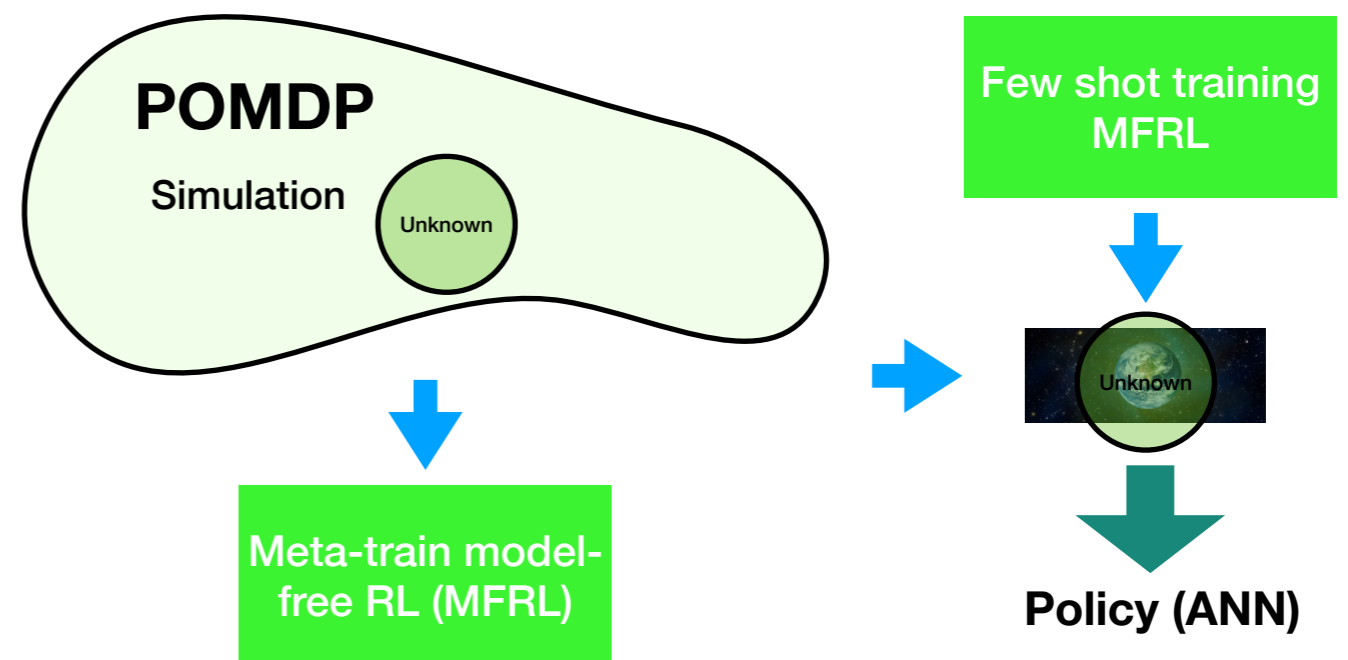 POMDP
Simulation
Unknown
Meta-train model-
free RL (MFRL)
Few shot training
MFRL
Unknown
Policy (ANN)